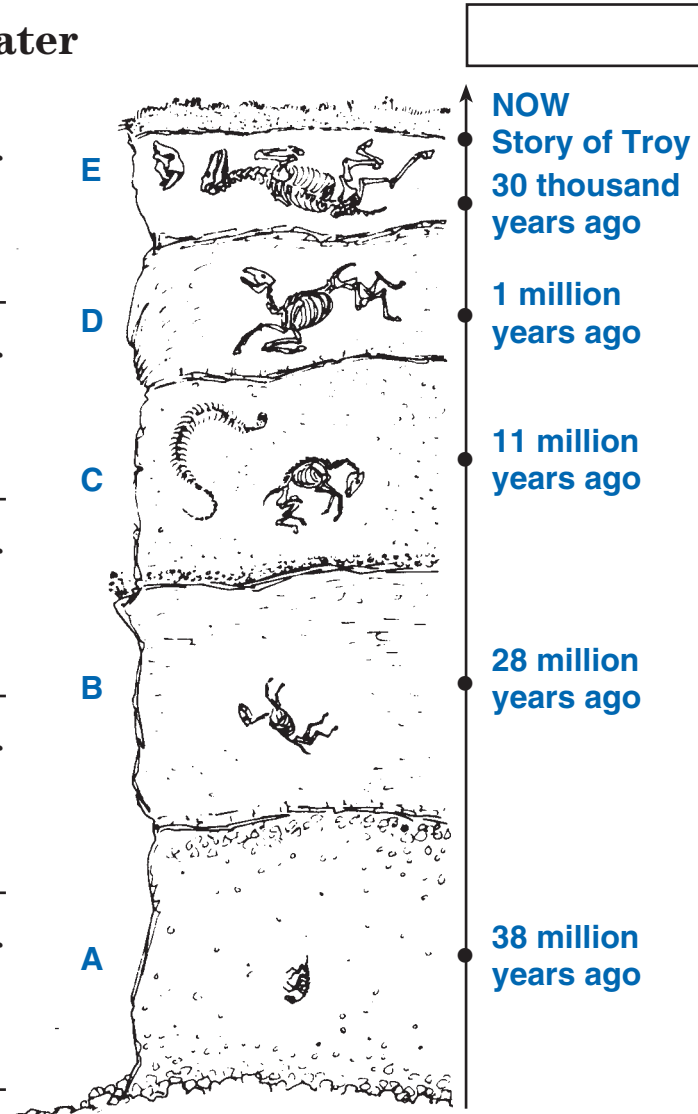 ater
NOW
Story of Troy
E
30 thousand
years ago
1 million
years ago
D
11 million
years ago
C
28 million
years ago
B
38 million
years ago
A